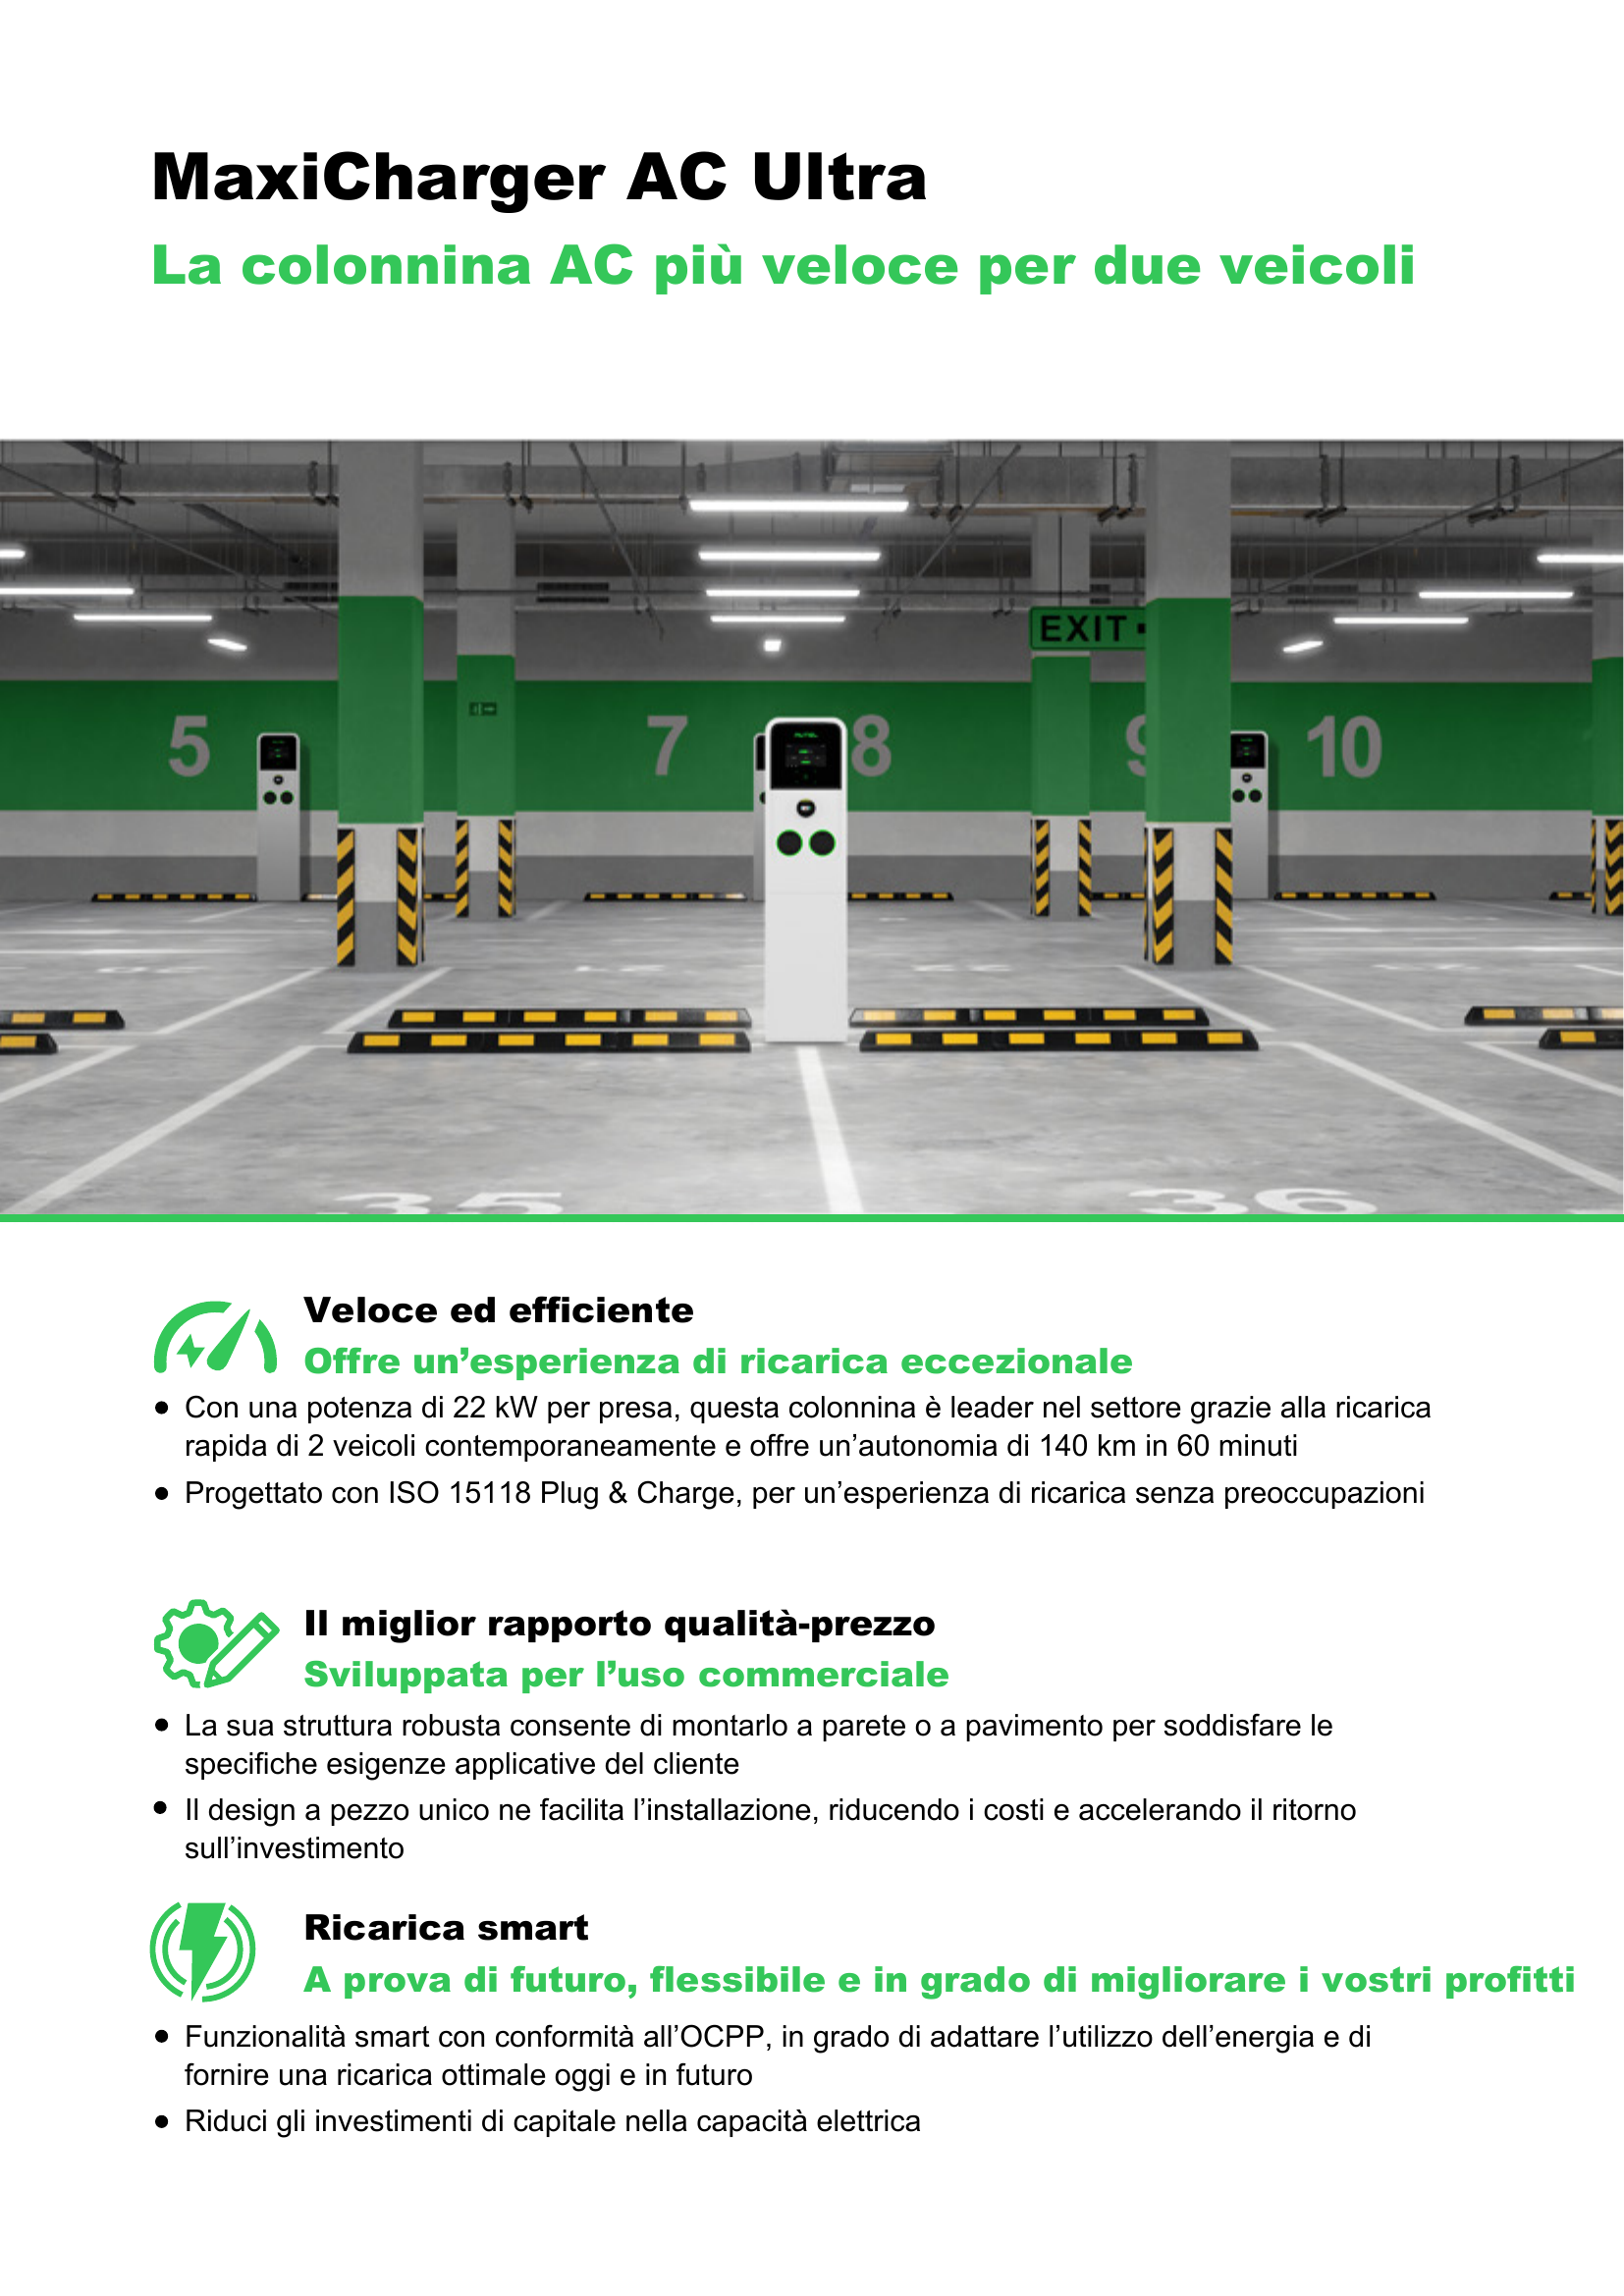 MaxiCharger AC Ultra
La colonnina AC più veloce per due veicoli
EXIT
5
7
8
9
10
AUTEL
35
36
Veloce ed efficiente
Offre un’esperienza di ricarica eccezionale
● Con una potenza di 22 kW per presa, questa colonnina è leader nel settore grazie alla ricarica
rapida di 2 veicoli contemporaneamente e offre un’autonomia di 140 km in 60 minuti
● Progettato con ISO 15118 Plug & Charge, per un’esperienza di ricarica senza preoccupazioni
Il miglior rapporto qualità-prezzo
Sviluppata per l’uso commerciale
● La sua struttura robusta consente di montarlo a parete o a pavimento per soddisfare le
specifiche esigenze applicative del cliente
● Il design a pezzo unico ne facilita l’installazione, riducendo i costi e accelerando il ritorno
sull’investimento
Ricarica smart
A prova di futuro, flessibile e in grado di migliorare i vostri profitti
● Funzionalità smart con conformità all’OCPP, in grado di adattare l’utilizzo dell’energia e di
fornire una ricarica ottimale oggi e in futuro
● Riduci gli investimenti di capitale nella capacità elettrica